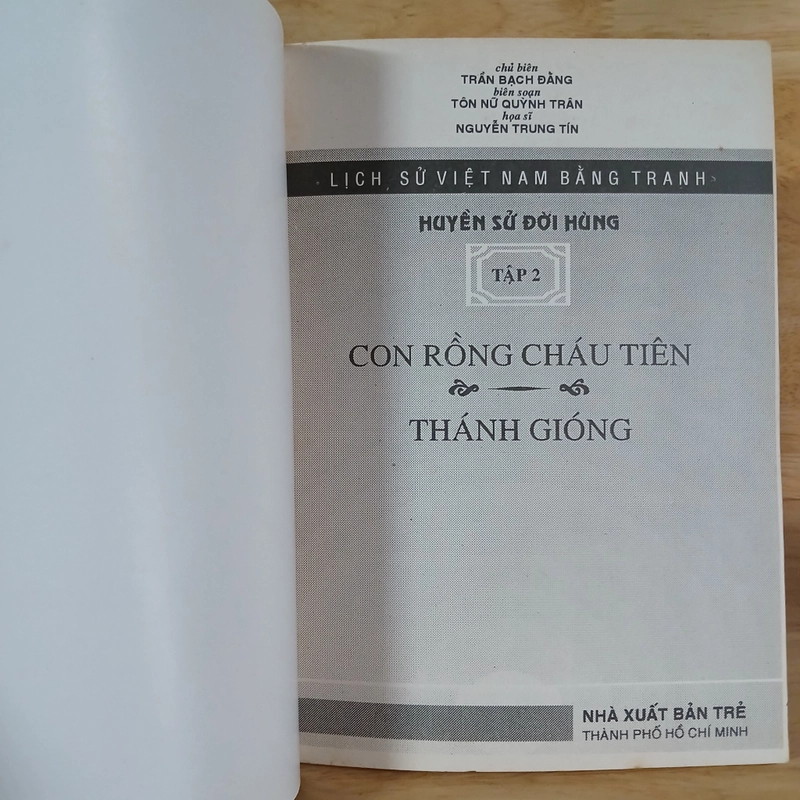 chủ biên
TRẦN BẠCH ĐẰNG
biên soạn
TÔN NỮ QUỲNH TRÂN
họa sĩ
NGUYỄN TRUNG TÍN
LỊCH SỬ VIỆT NAM BẰNG TRANH
HUYỀN SỬ ĐỜI HÙNG
TẬP 2
CON RỒNG CHÁU TIÊN
THÁNH GIÓNG
NHÀ XUẤT BẢN TRẺ
THÀNH PHỐ HỒ CHÍ MINH